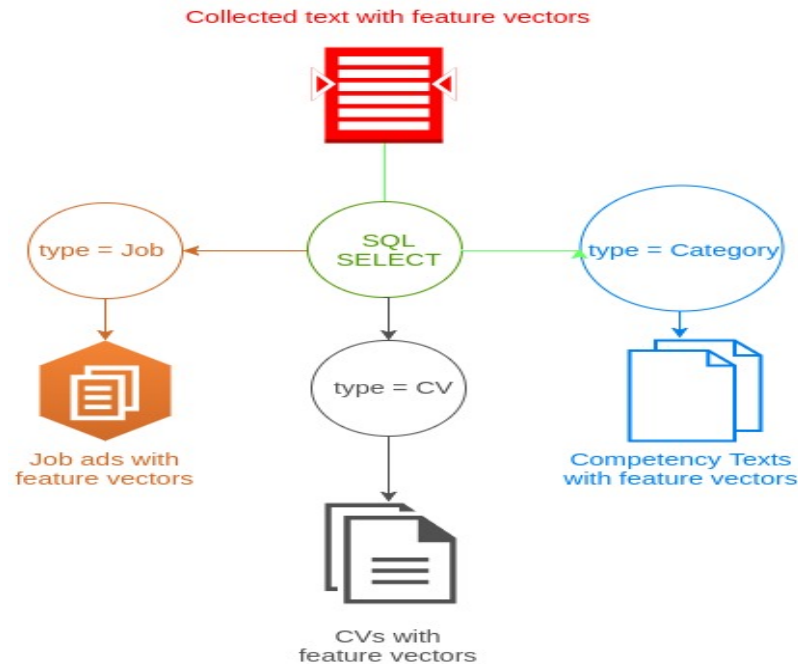 Collected text with feature vectors
SQL
SELECT
type = Job
type = Category
type = CV
Job ads with
feature vectors
Competency Texts
with feature vectors
CVs with
feature vectors